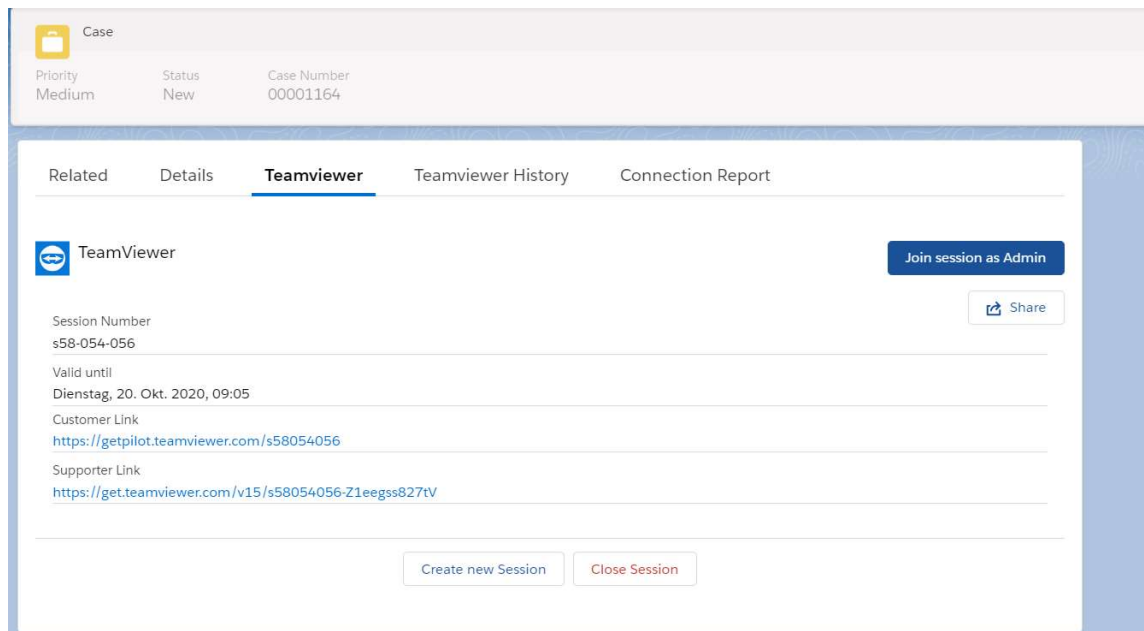 Case
Priority Status Case Number
Medium New 00001164
Related Details Teamviewer Teamviewer History Connection Report
TeamViewer
Join session as Admin
Share
Session Number
s58-054-056
Valid until
Dienstag, 20. Okt. 2020, 09:05
Customer Link
https://getpilot.teamviewer.com/s58054056
Supporter Link
https://get.teamviewer.com/v15/s58054056-Z1eegss827tV
Create new Session Close Session